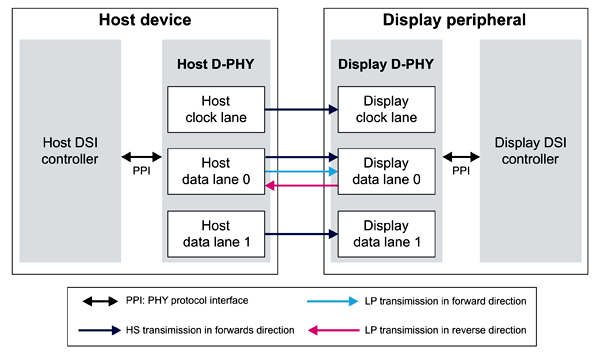 Host device
Display peripheral
Host D-PHY
Display D-PHY
Host
clock lane
Display
clock lane
Host DSI
controller
PPI
Host
data lane 0
Display
data lane 0
PPI
Display DSI
controller
Host
data lane 1
Display
data lane 1
PPI: PHY protocol interface
LP transmission in forward direction
HS transmission in forwards direction
LP transmission in reverse direction